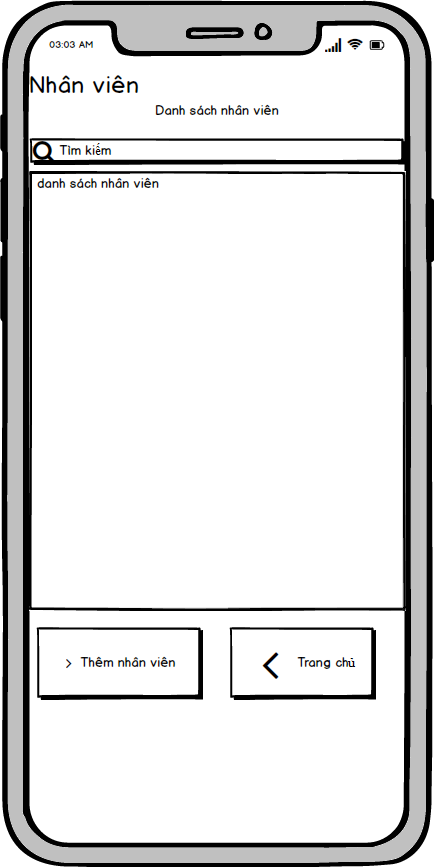 03:03 AM
Nhân viên
Danh sách nhân viên
Tìm kiếm
danh sách nhân viên
Thêm nhân viên
Trang chủ